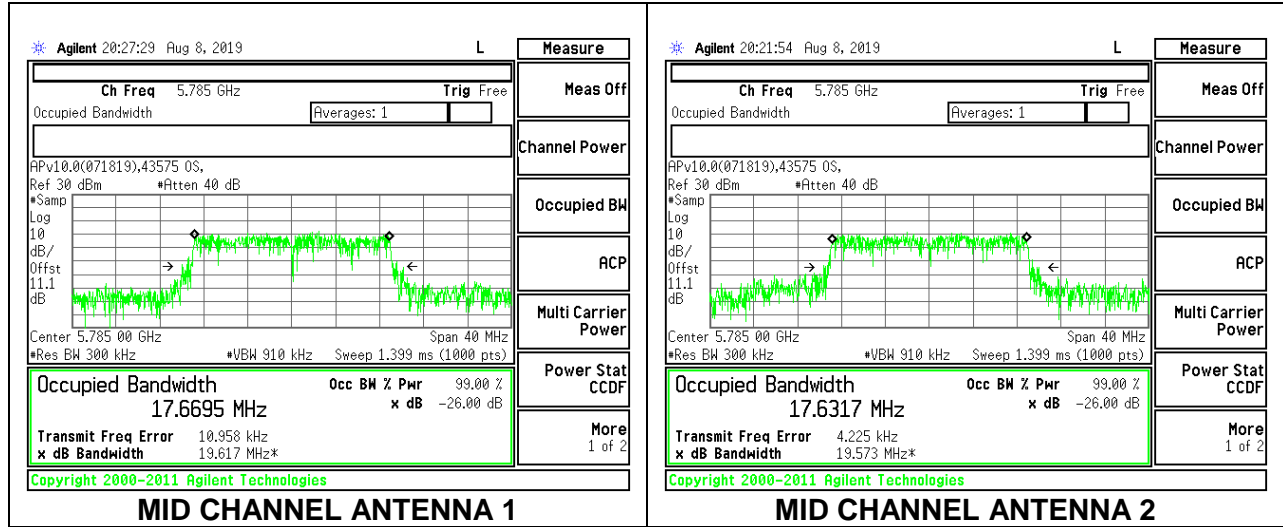 Agilent 20:27:29 Aug 8, 2019 L Measure
Ch Freq 5.785 GHz Trig Free
Occupied Bandwidth Averages: 1
APv10.0(071819),43575 OS,
Ref 30 dBm #Atten 40 dB
#Samp
Log
10
dB/
Offst
11.1
dB
Center 5.785 00 GHz Span 40 MHz
#Res BW 300 kHz #VBW 910 kHz Sweep 1.399 ms (1000 pts)
Occupied Bandwidth Occ BW % Pwr 99.00 %
17.6695 MHz x dB -26.00 dB
Transmit Freq Error 10.958 kHz
x dB Bandwidth 19.617 MHz*
Meas Off
Channel Power
Occupied BW
ACP
Multi Carrier
Power
Power Stat
CCDF
More
1 of 2
Copyright 2000-2011 Agilent Technologies
MID CHANNEL ANTENNA 1
Agilent 20:21:54 Aug 8, 2019 L Measure
Ch Freq 5.785 GHz Trig Free
Occupied Bandwidth Averages: 1
APv10.0(071819),43575 OS,
Ref 30 dBm #Atten 40 dB
#Samp
Log
10
dB/
Offst
11.1
dB
Center 5.785 00 GHz Span 40 MHz
#Res BW 300 kHz #VBW 910 kHz Sweep 1.399 ms (1000 pts)
Occupied Bandwidth Occ BW % Pwr 99.00 %
17.6317 MHz x dB -26.00 dB
Transmit Freq Error 4.225 kHz
x dB Bandwidth 19.573 MHz*
Meas Off
Channel Power
Occupied BW
ACP
Multi Carrier
Power
Power Stat
CCDF
More
1 of 2
Copyright 2000-2011 Agilent Technologies
MID CHANNEL ANTENNA 2